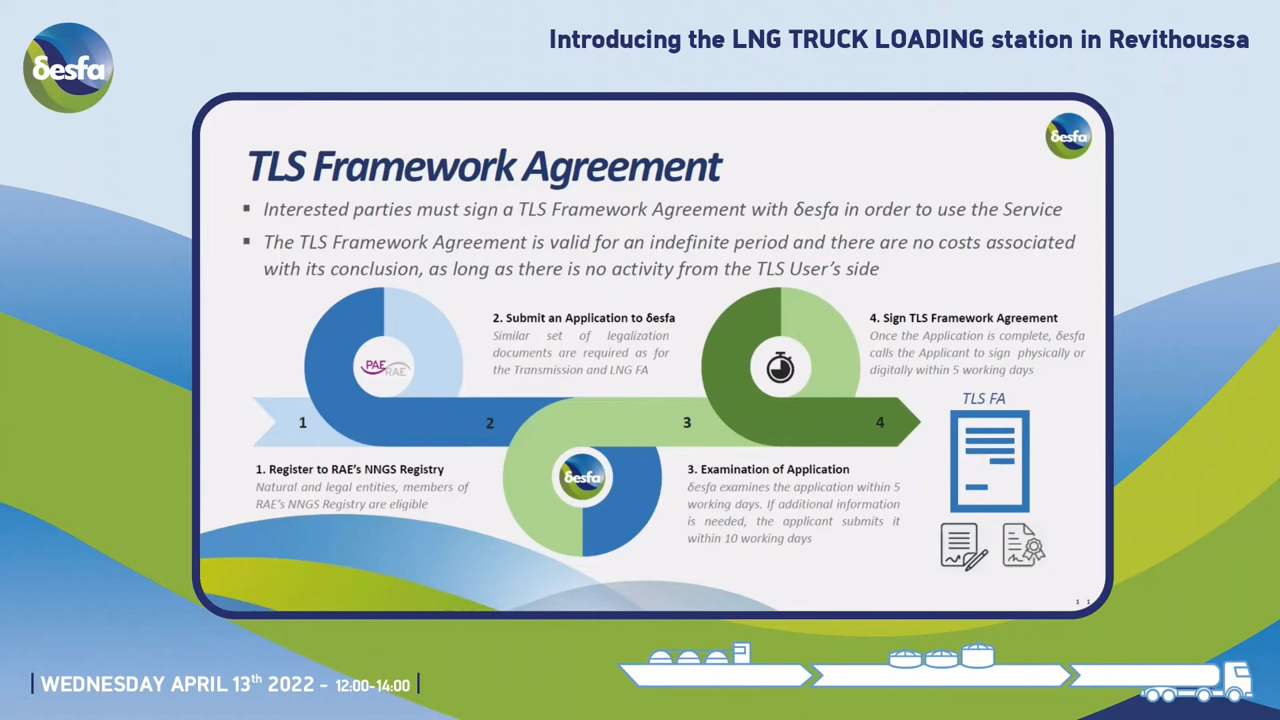 Introducing the LNG TRUCK LOADING station in Revithoussa
δesfa
δesfa
TLS Framework Agreement
▪ Interested parties must sign a TLS Framework Agreement with δesfa in order to use the Service
▪ The TLS Framework Agreement is valid for an indefinite period and there are no costs associated
with its conclusion, as long as there is no activity from the TLS User's side
2. Submit an Application to δesfa
Similar set of legalization
documents are required as for
the Transmission and LNG FA
4. Sign TLS Framework Agreement
Once the Application is complete, δesfa
calls the Applicant to sign physically or
digitally within 5 working days
ΡΑΕ
RAE
TLS FA
1
2
3
4
1. Register to RAE's NNGS Registry
Natural and legal entities, members of
RAE's NNGS Registry are eligible
δesfa
3. Examination of Application
δesfa examines the application within 5
working days. If additional information
is needed, the applicant submits it
within 10 working days
1 1
WEDNESDAY APRIL 13th 2022 - 12:00-14:00